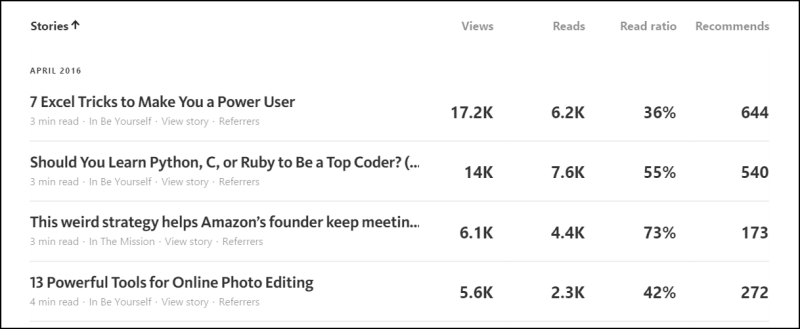 Stories ↑ Views Reads Read ratio Recommends
APRIL 2016
7 Excel Tricks to Make You a Power User 17.2K 6.2K 36% 644
3 min read · In Be Yourself · View story · Referrers
Should You Learn Python, C, or Ruby to Be a Top Coder? (... 14K 7.6K 55% 540
3 min read · In Be Yourself · View story · Referrers
This weird strategy helps Amazon’s founder keep meetin... 6.1K 4.4K 73% 173
3 min read · In The Mission · View story · Referrers
13 Powerful Tools for Online Photo Editing 5.6K 2.3K 42% 272
4 min read · In Be Yourself · View story · Referrers